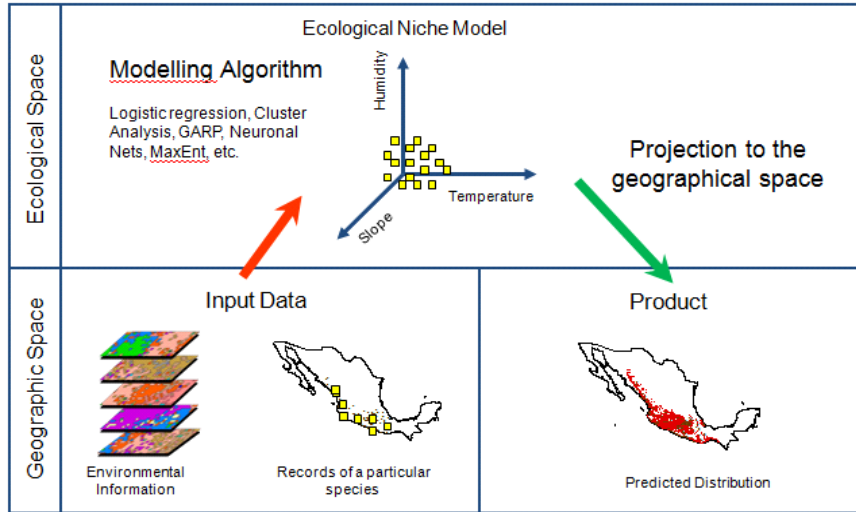 Ecological Space
Ecological Niche Model
Modelling Algorithm
Logistic regression, Cluster
Analysis, GARP, Neuronal
Nets, MaxEnt, etc.
Humidity
Temperature
Slope
Projection to the
geographical space
Geographic Space
Input Data
Environmental
Information
Records of a particular
species
Product
Predicted Distribution